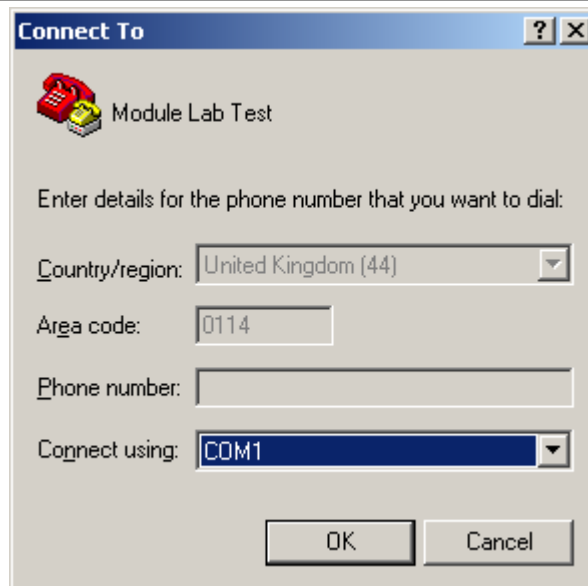 Connect To
Module Lab Test
Enter details for the phone number that you want to dial:
Country/region: United Kingdom (44)
Area code: 0114
Phone number:
Connect using: COM1
OK Cancel